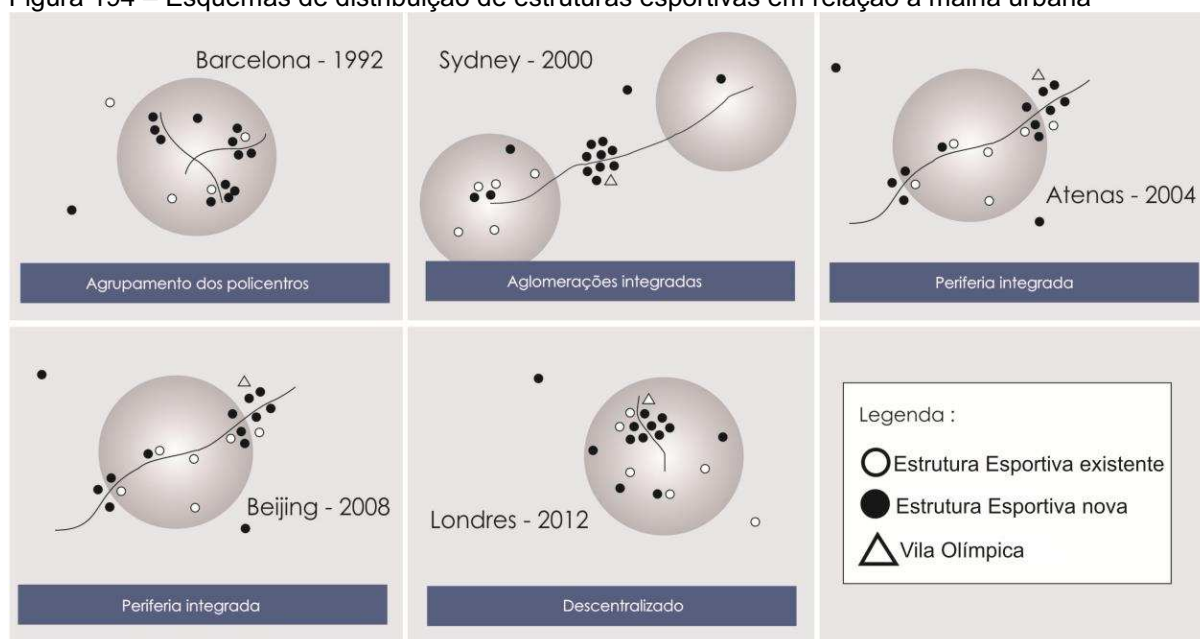 Figura 194 – Esquemas de distribuição de estruturas esportivas em relação à malha urbana
Barcelona - 1992
Agrupamento dos policentros
Sydney - 2000
Aglomerações integradas
Atenas - 2004
Periferia integrada
Beijing - 2008
Periferia integrada
Londres - 2012
Descentralizado
Legenda :
Estrutura Esportiva existente
Estrutura Esportiva nova
Vila Olímpica